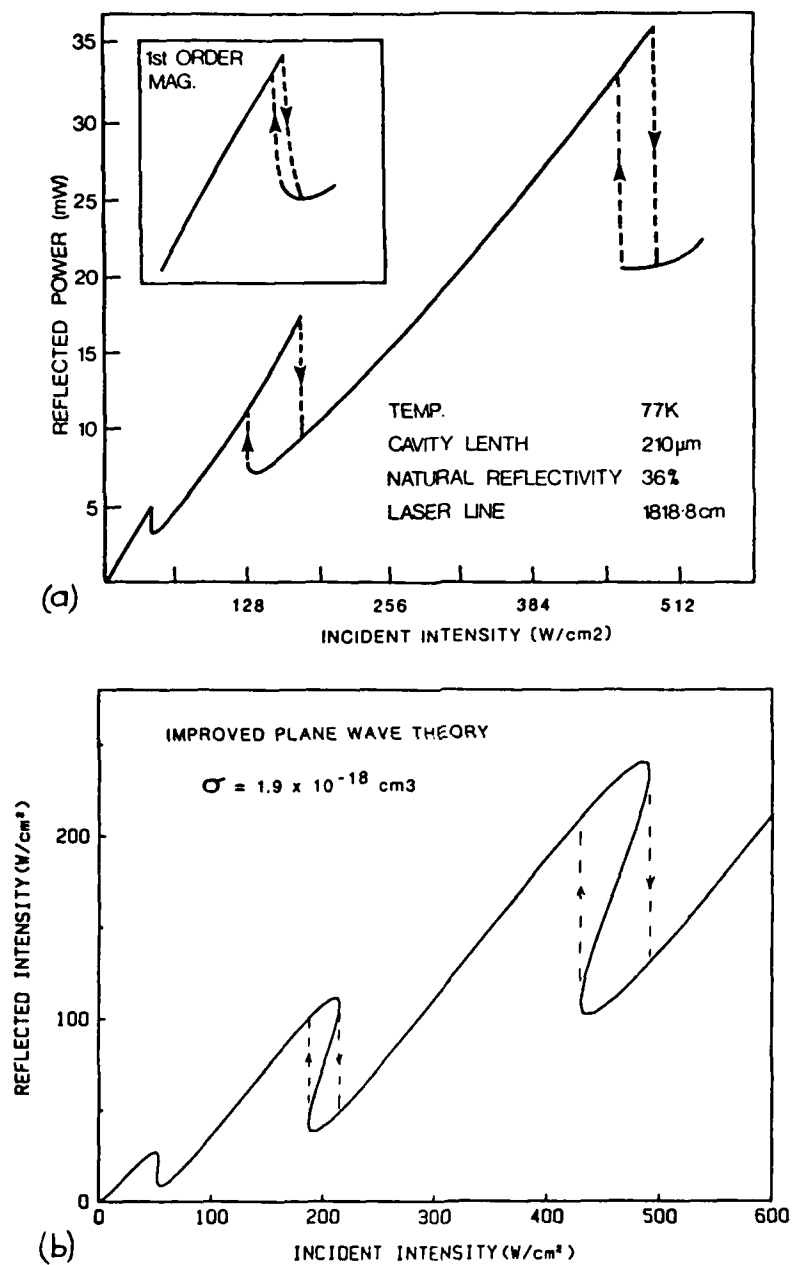 35
30
25
20
15
10
5
REFLECTED POWER (mW)
1st ORDER
MAG.
TEMP. 77K
CAVITY LENTH 210μm
NATURAL REFLECTIVITY 36%
LASER LINE 1818·8cm
(a)
128 256 384 512
INCIDENT INTENSITY (W/cm2)
IMPROVED PLANE WAVE THEORY
σ = 1.9 x 10⁻¹⁸ cm3
REFLECTED INTENSITY (W/cm²)
200
100
0
0 100 200 300 400 500 600
(b)
INCIDENT INTENSITY (W/cm²)